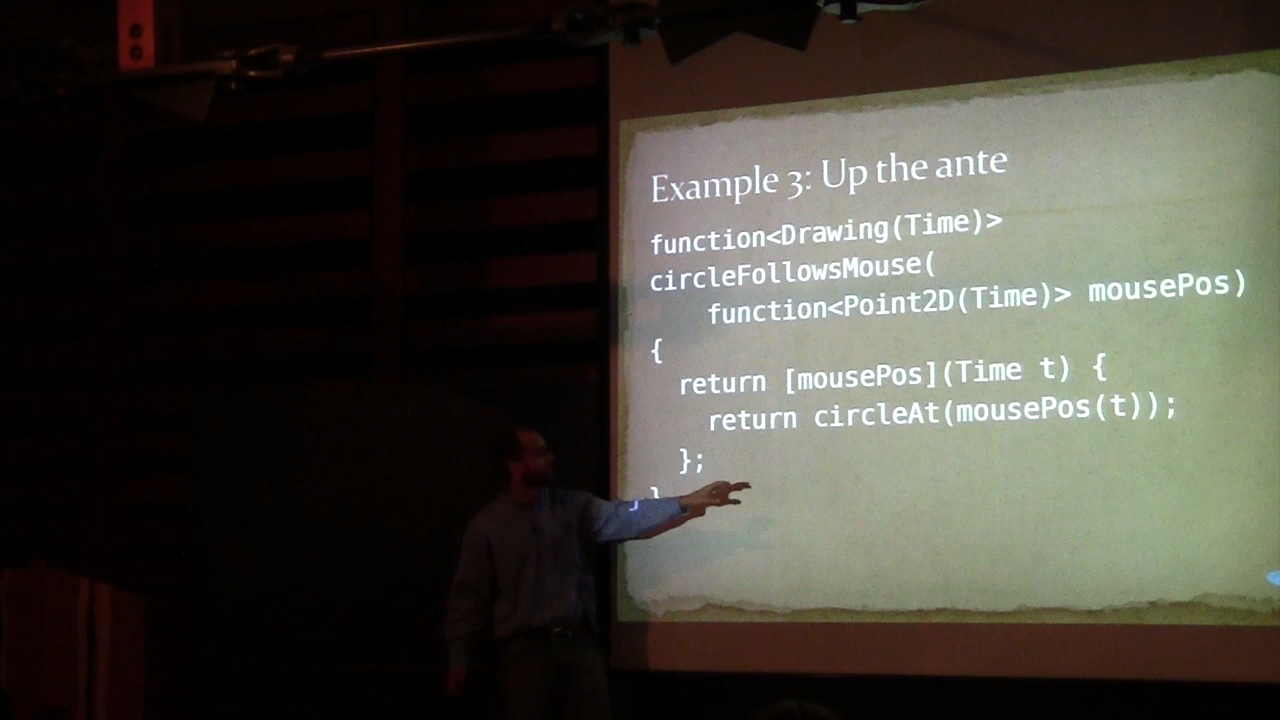 Example 3: Up the ante
function<Drawing(Time)>
circleFollowsMouse(
    function<Point2D(Time)> mousePos)
{
  return [mousePos](Time t) {
    return circleAt(mousePos(t));
  };
}